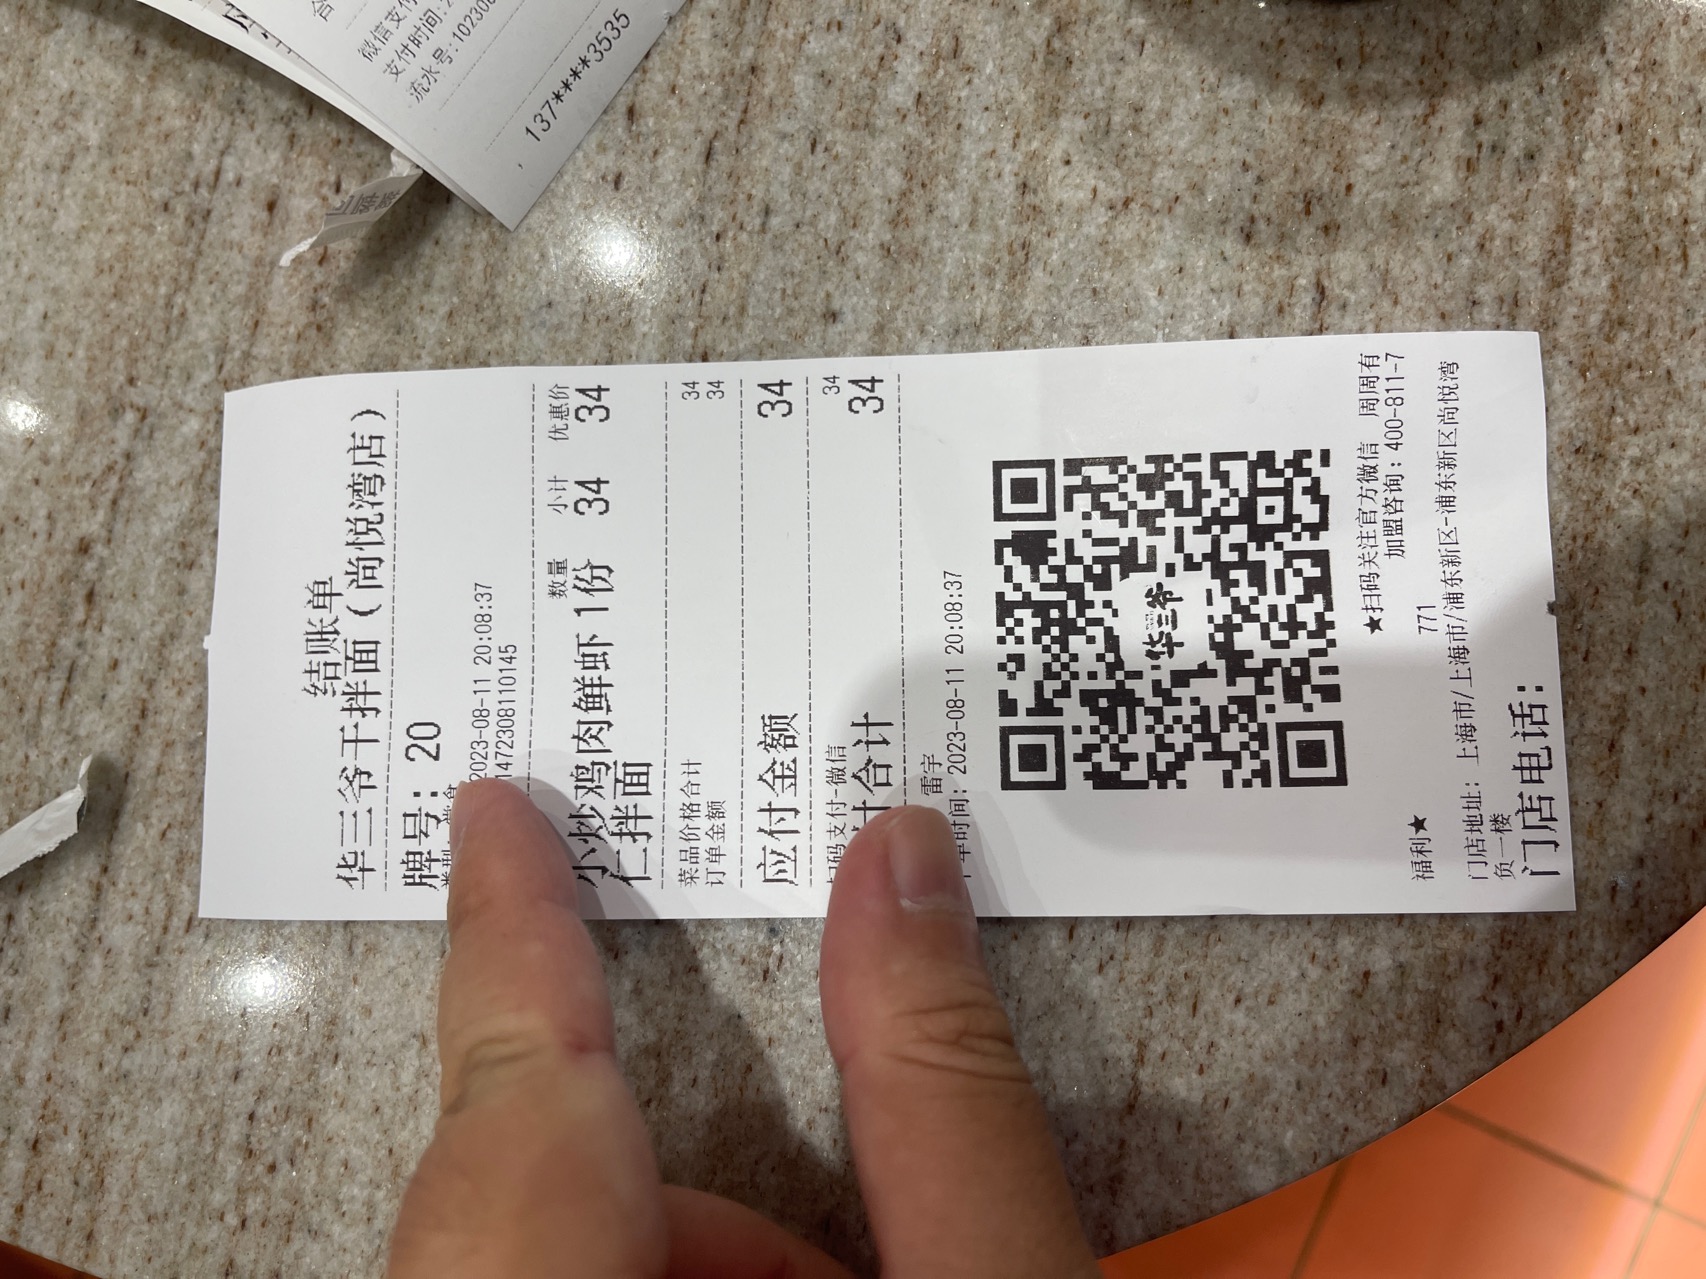 微信支付
支付时间:2
流水号:102308
137****3535
结账单
华三爷干拌面(尚悦湾店)
牌号: 20
2023-08-11 20:08:37
14723081110145
数量 小计 优惠价
小炒鸡肉鲜虾 1份 34 34
仁拌面
菜品价格合计 34
订单金额 34
应付金额 34
扫码支付-微信 34
合计 34
雷宇
时间: 2023-08-11 20:08:37
华三爷
★扫码关注官方微信 周周有
加盟咨询: 400-811-7
771
福利★
门店地址: 上海市/上海市/浦东新区-浦东新区尚悦湾
负一楼
门店电话: